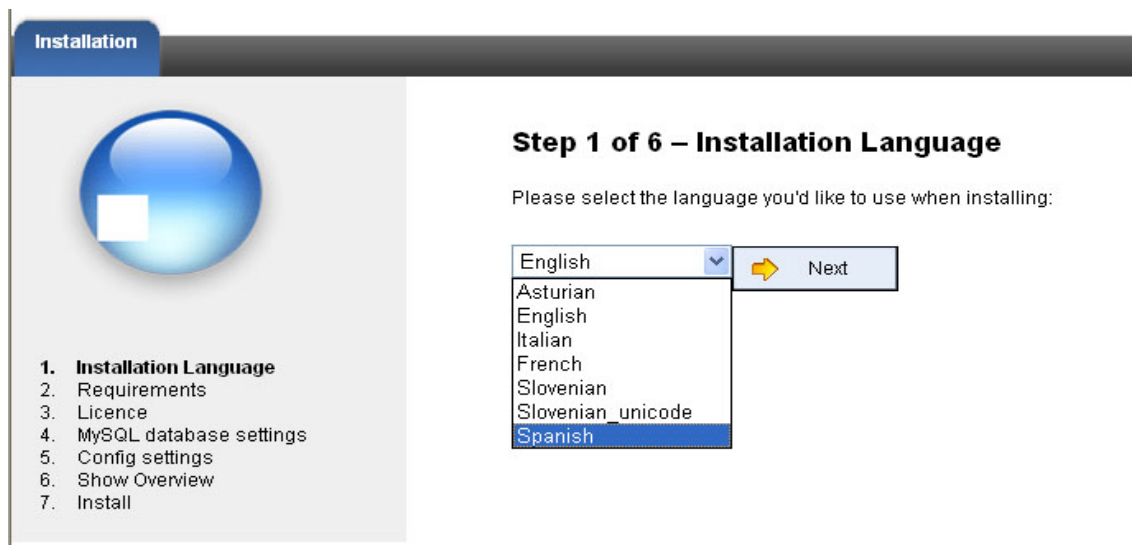 Installation
Step 1 of 6 – Installation Language
Please select the language you'd like to use when installing:
English
Next
Asturian
English
Italian
French
Slovenian
Slovenian_unicode
Spanish
1. Installation Language
2. Requirements
3. Licence
4. MySQL database settings
5. Config settings
6. Show Overview
7. Install